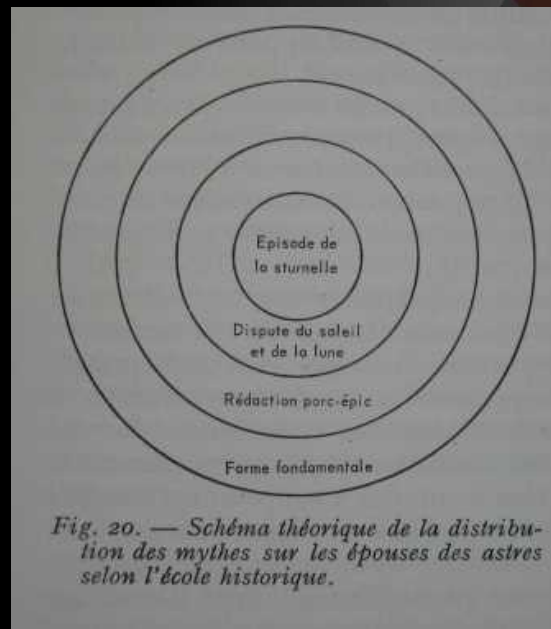 Episode de
la sturnelle
Dispute du soleil
et de la lune
Rédaction porc-épic
Forme fondamentale
Fig. 20. — Schéma théorique de la distribu-
tion des mythes sur les épouses des astres
selon l'école historique.